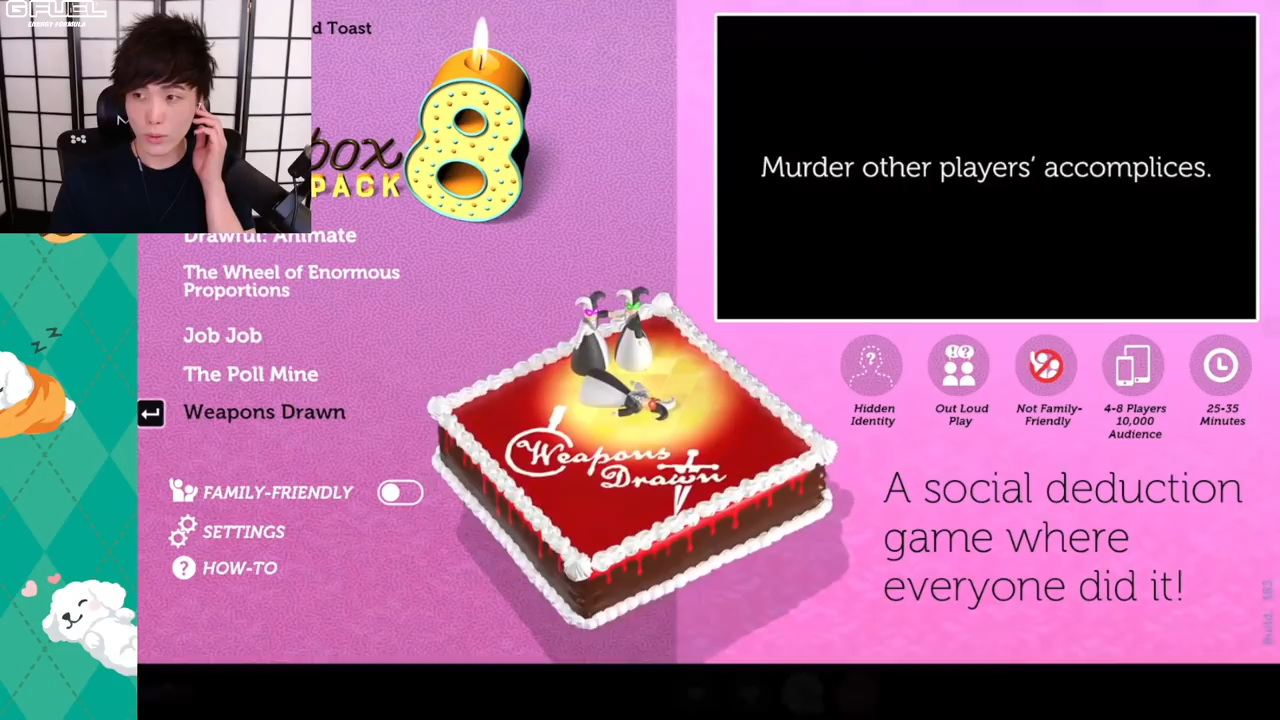 G FUEL
ENERGY FORMULA
d Toast
box
PACK
8
Drawful: Animate
The Wheel of Enormous
Proportions
Job Job
The Poll Mine
Weapons Drawn
FAMILY-FRIENDLY
SETTINGS
? HOW-TO
Weapons
Drawn
Murder other players’ accomplices.
Hidden
Identity
Out Loud
Play
Not Family-
Friendly
4-8 Players
10,000
Audience
25-35
Minutes
A social deduction
game where
everyone did it!
z z